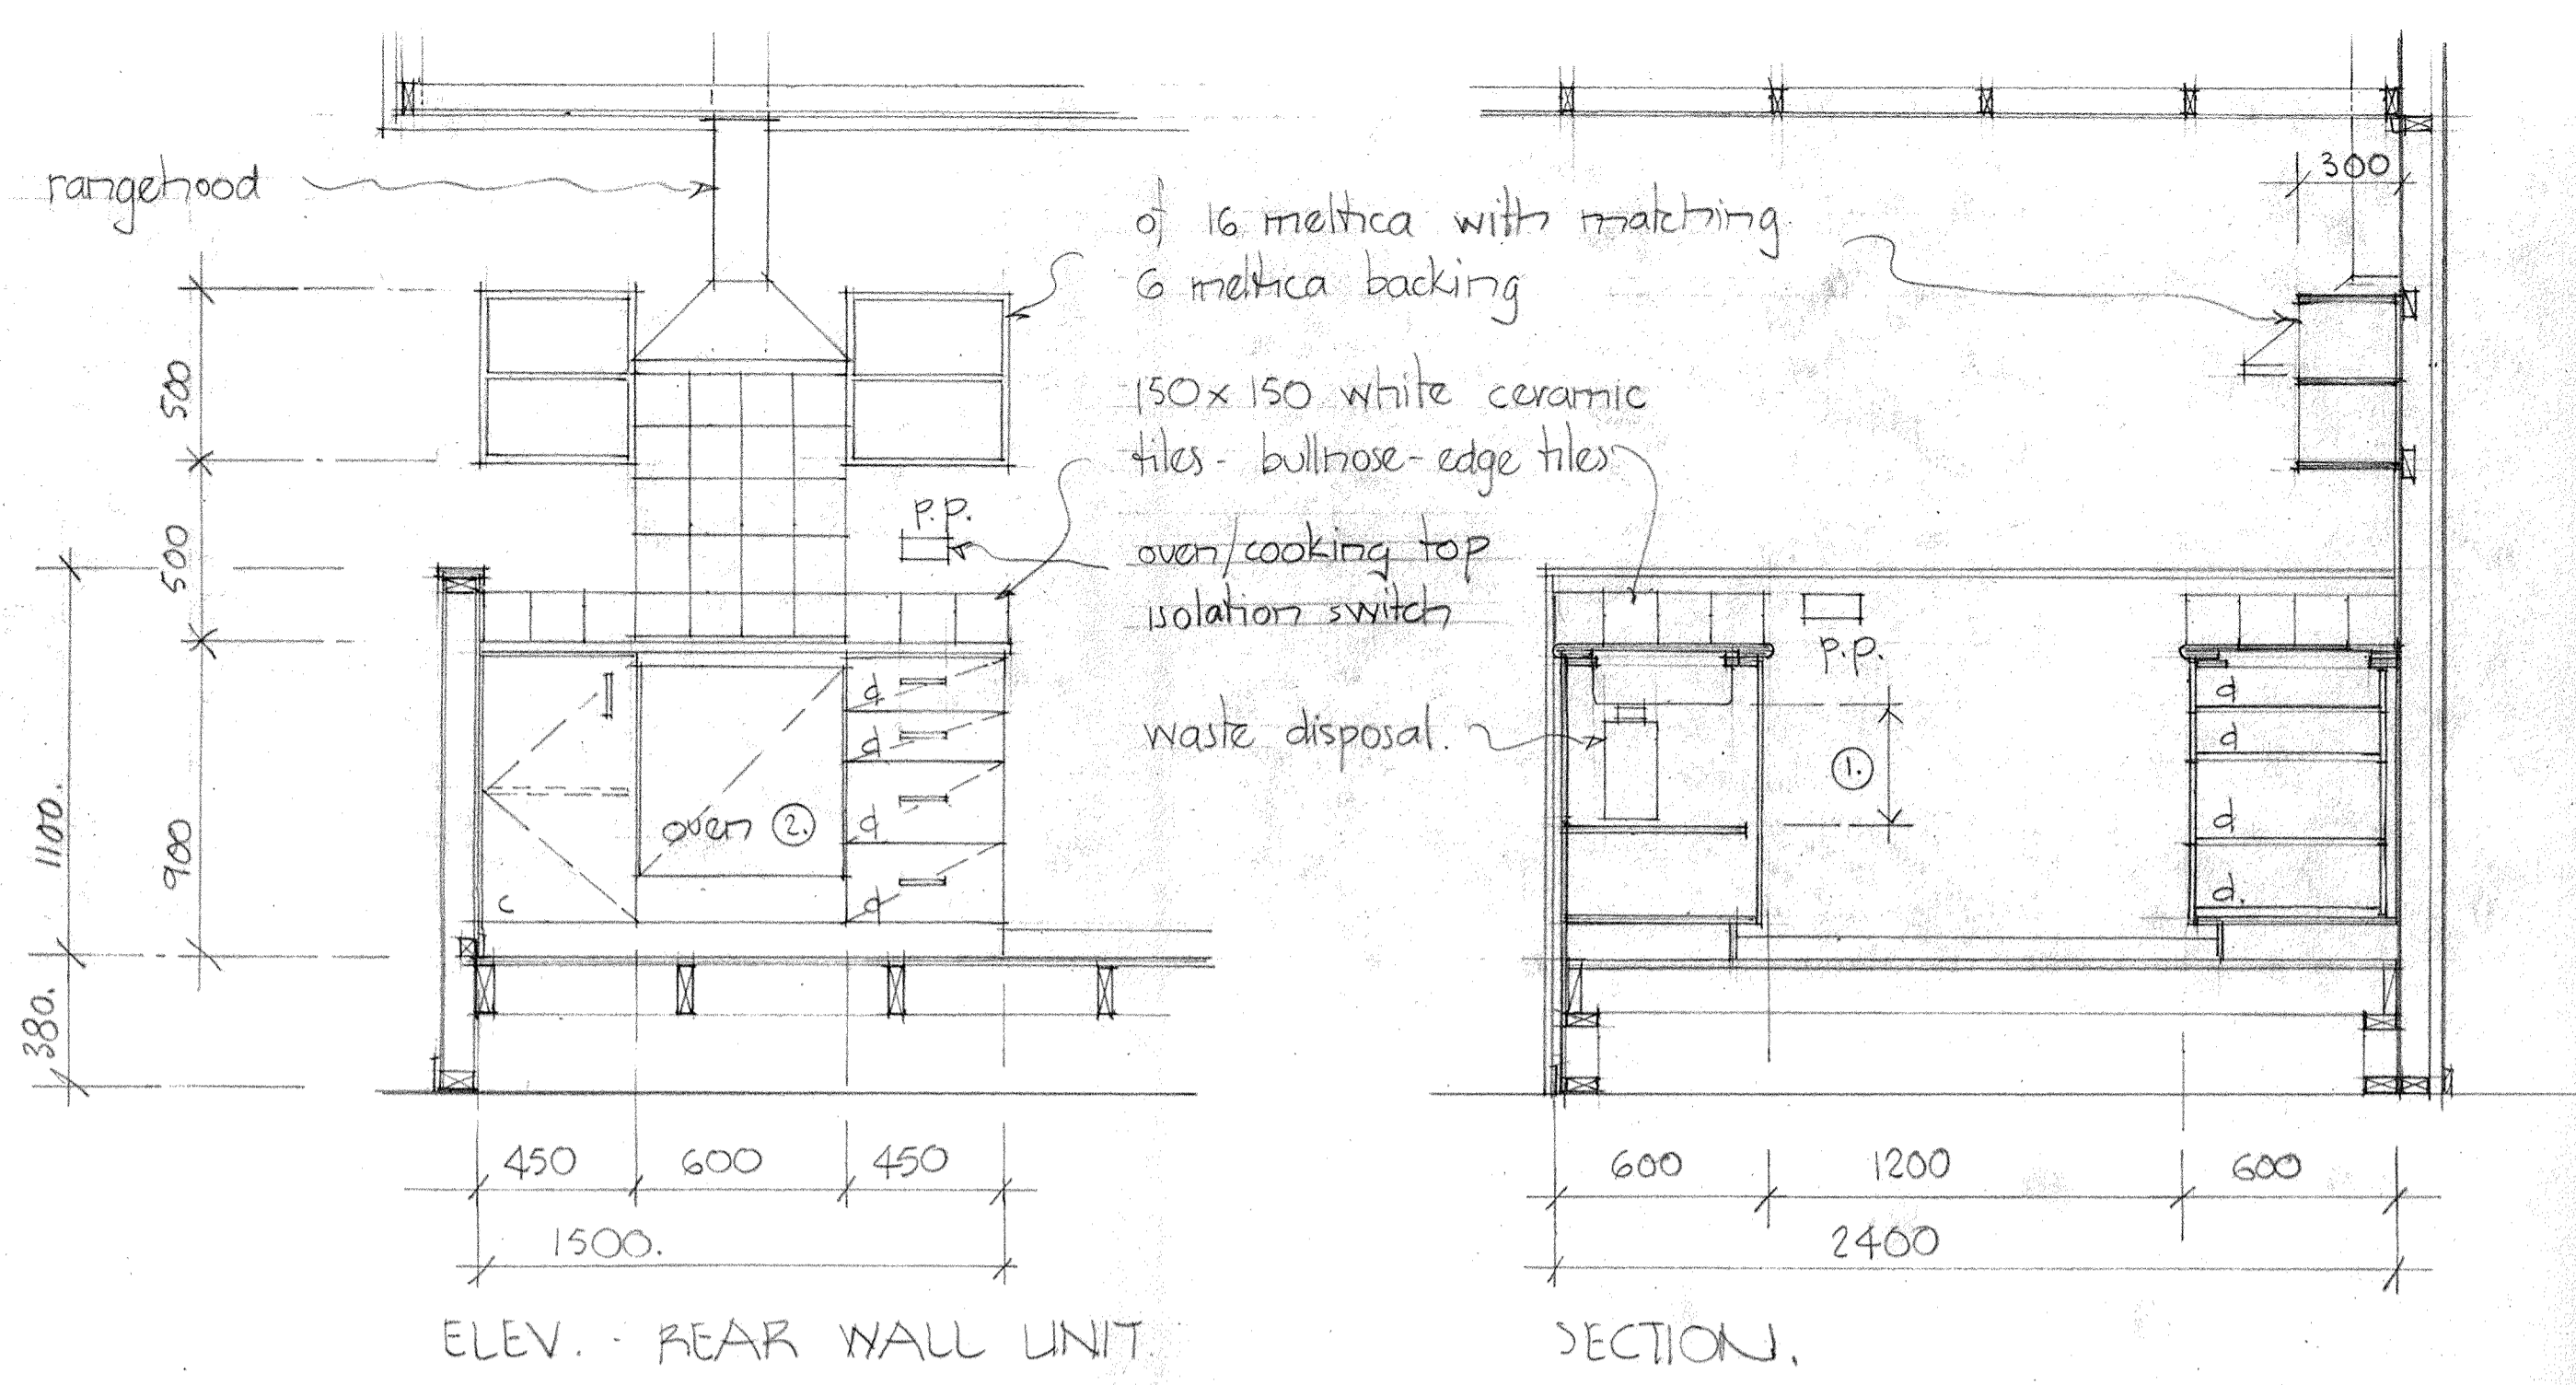 rangehood
of 16 meltica with matching
6 meltica backing
150 x 150 white ceramic
tiles - bullnose-edge tiles
p.p.
oven/cooking top
isolation switch
p.p.
waste disposal.
1.
300
500
500
900
1100.
380.
d
d
d
d
oven 2.
c
d
d
d
d.
450 600 450
1500.
600 1200 600
2400
ELEV. - REAR WALL UNIT
SECTION.